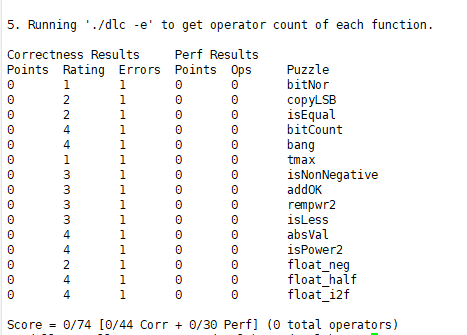 5. Running './dlc -e' to get operator count of each function.
Correctness Results Perf Results
Points Rating Errors Points Ops Puzzle
0 1 1 0 0 bitNor
0 2 1 0 0 copyLSB
0 2 1 0 0 isEqual
0 4 1 0 0 bitCount
0 4 1 0 0 bang
0 1 1 0 0 tmax
0 3 1 0 0 isNonNegative
0 3 1 0 0 addOK
0 3 1 0 0 rempwr2
0 3 1 0 0 isLess
0 4 1 0 0 absVal
0 4 1 0 0 isPower2
0 2 1 0 0 float_neg
0 4 1 0 0 float_half
0 4 1 0 0 float_i2f
Score = 0/74 [0/44 Corr + 0/30 Perf] (0 total operators)